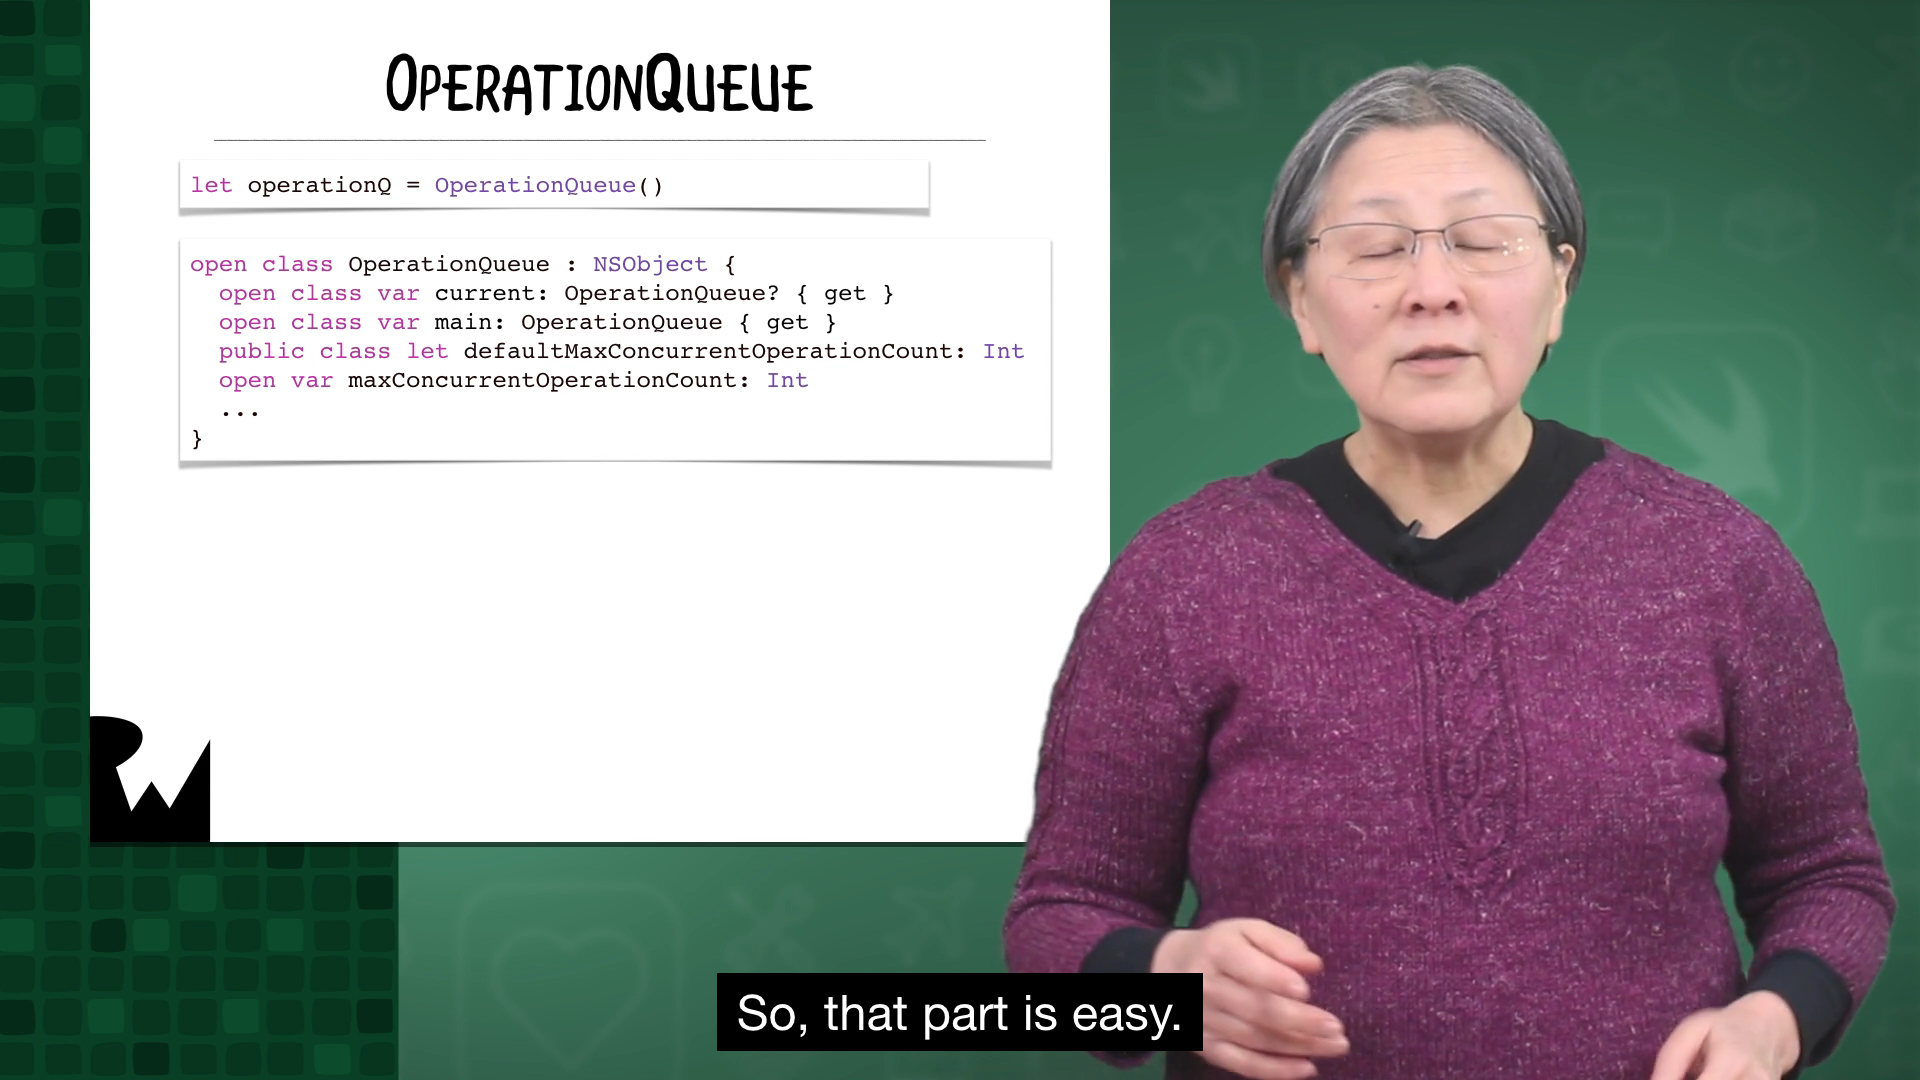 OPERATIONQUEUE
let operationQ = OperationQueue()
open class OperationQueue : NSObject {
  open class var current: OperationQueue? { get }
  open class var main: OperationQueue { get }
  public class let defaultMaxConcurrentOperationCount: Int
  open var maxConcurrentOperationCount: Int
  ...
}
RW
So, that part is easy.